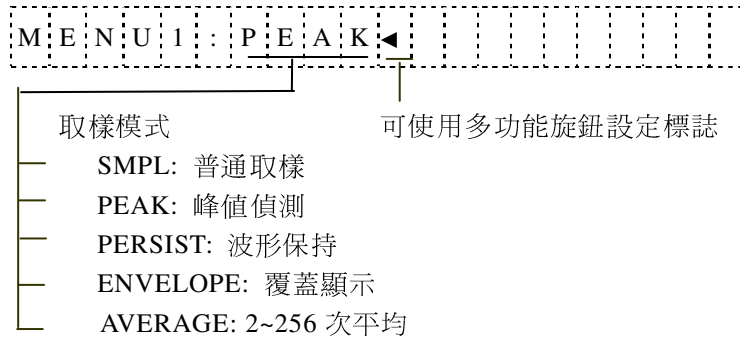 MENU1:PEAK◄
取樣模式 可使用多功能旋鈕設定標誌
SMPL: 普通取樣
PEAK: 峰值偵測
PERSIST: 波形保持
ENVELOPE: 覆蓋顯示
AVERAGE: 2~256 次平均